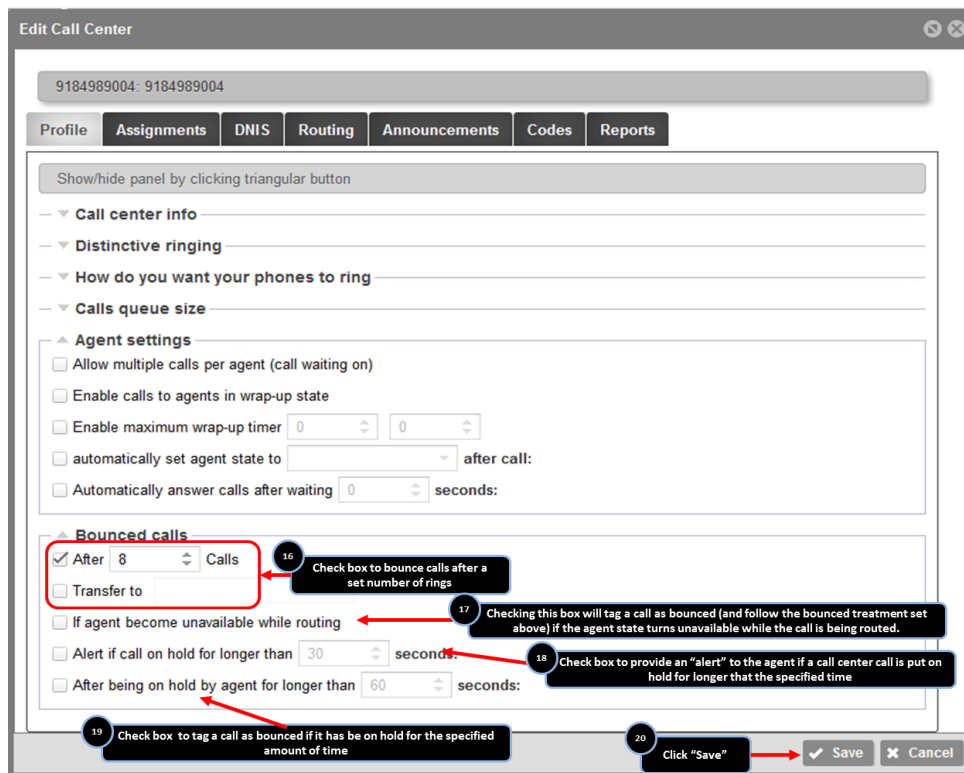 Edit Call Center
9184989004: 9184989004
Profile Assignments DNIS Routing Announcements Codes Reports
Show/hide panel by clicking triangular button
Call center info
Distinctive ringing
How do you want your phones to ring
Calls queue size
Agent settings
Allow multiple calls per agent (call waiting on)
Enable calls to agents in wrap-up state
Enable maximum wrap-up timer 0 0
automatically set agent state to after call:
Automatically answer calls after waiting 0 seconds:
Bounced calls
After 8 Calls
16
Check box to bounce calls after a
set number of rings
Transfer to
If agent become unavailable while routing
17
Checking this box will tag a call as bounced (and follow the bounced treatment set
above) if the agent state turns unavailable while the call is being routed.
Alert if call on hold for longer than 30 seconds:
18
Check box to provide an “alert” to the agent if a call center call is put on
hold for longer that the specified time
After being on hold by agent for longer than 60 seconds:
19
Check box to tag a call as bounced if it has be on hold for the specified
amount of time
20
Click “Save”
Save Cancel